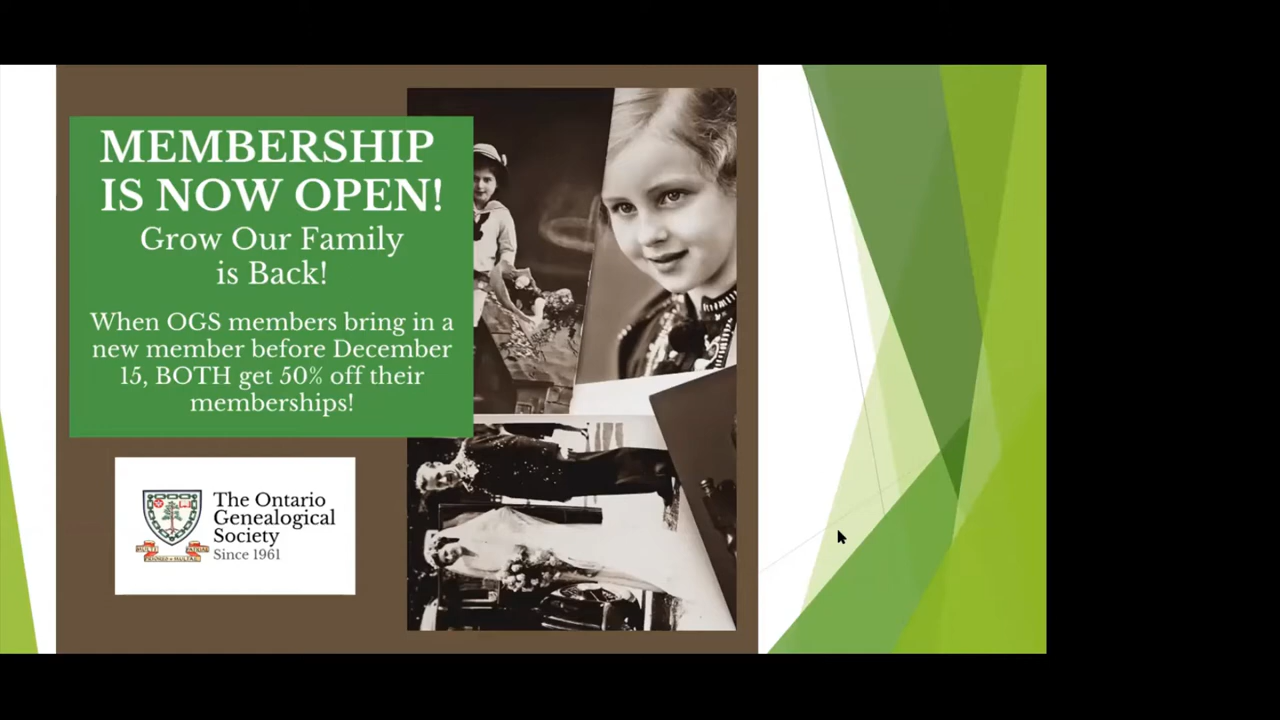 MEMBERSHIP
IS NOW OPEN!
Grow Our Family
is Back!
When OGS members bring in a
new member before December
15, BOTH get 50% off their
memberships!
The Ontario
Genealogical
Society
Since 1961